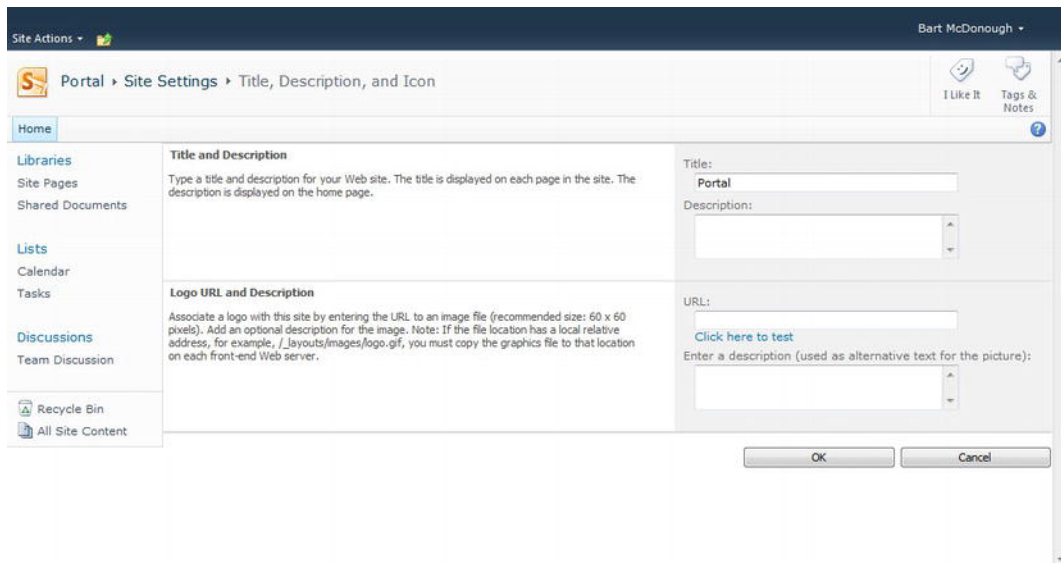 Bart McDonough
Site Actions
Portal ▸ Site Settings ▸ Title, Description, and Icon
I Like It
Tags &
Notes
Home
Libraries
Site Pages
Shared Documents
Lists
Calendar
Tasks
Discussions
Team Discussion
Recycle Bin
All Site Content
Title and Description
Type a title and description for your Web site. The title is displayed on each page in the site. The
description is displayed on the home page.
Title:
Portal
Description:
Logo URL and Description
Associate a logo with this site by entering the URL to an image file (recommended size: 60 x 60
pixels). Add an optional description for the image. Note: If the file location has a local relative
address, for example, /_layouts/images/logo.gif, you must copy the graphics file to that location
on each front-end Web server.
URL:
Click here to test
Enter a description (used as alternative text for the picture):
OK
Cancel